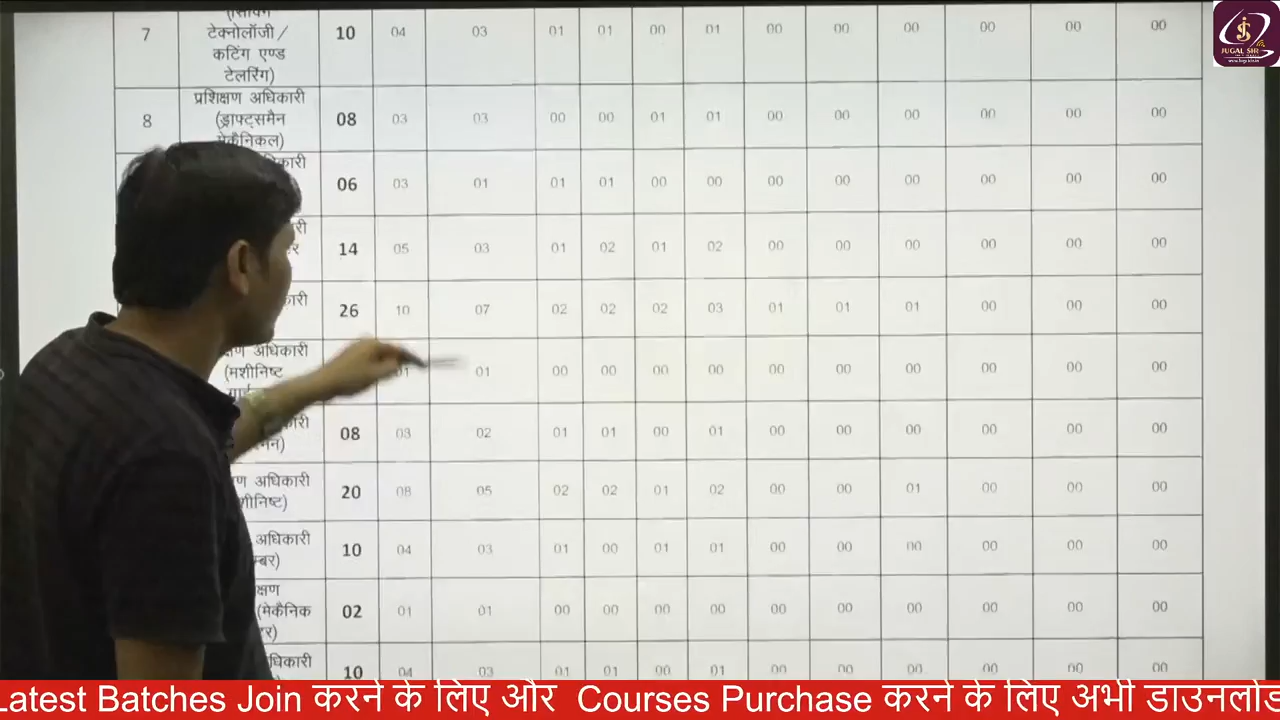 (सिविंग
7 टेक्नोलॉजी/ 10 04 03 01 01 00 01 00 00 00 00 00 00
कटिंग एण्ड
टेलरिंग)
प्रशिक्षण अधिकारी
8 (ड्राफ्ट्समैन 08 03 03 00 00 01 01 00 00 00 00 00 00
मेकैनिकल)
06 03 01 01 01 00 00 00 00 00 00 00 00
14 05 03 01 02 01 02 00 00 00 00 00 00
26 10 07 02 02 02 03 01 01 01 00 00 00
अधिकारी
(मशीनिष्ट 01 01 00 00 00 00 00 00 00 00 00 00
08 03 02 01 01 00 01 00 00 00 00 00 00
अधिकारी
20 08 05 02 02 01 02 00 00 01 00 00 00
अधिकारी
10 04 03 01 00 01 01 00 00 00 00 00 00
(मेकैनिक 02 01 01 00 00 00 00 00 00 00 00 00 00
10 04 03 01 01 00 01 00 00 00 00 00 00
JUGAL SIR
Latest Batches Join करने के लिए और Courses Purchase करने के लिए अभी डाउनलोड